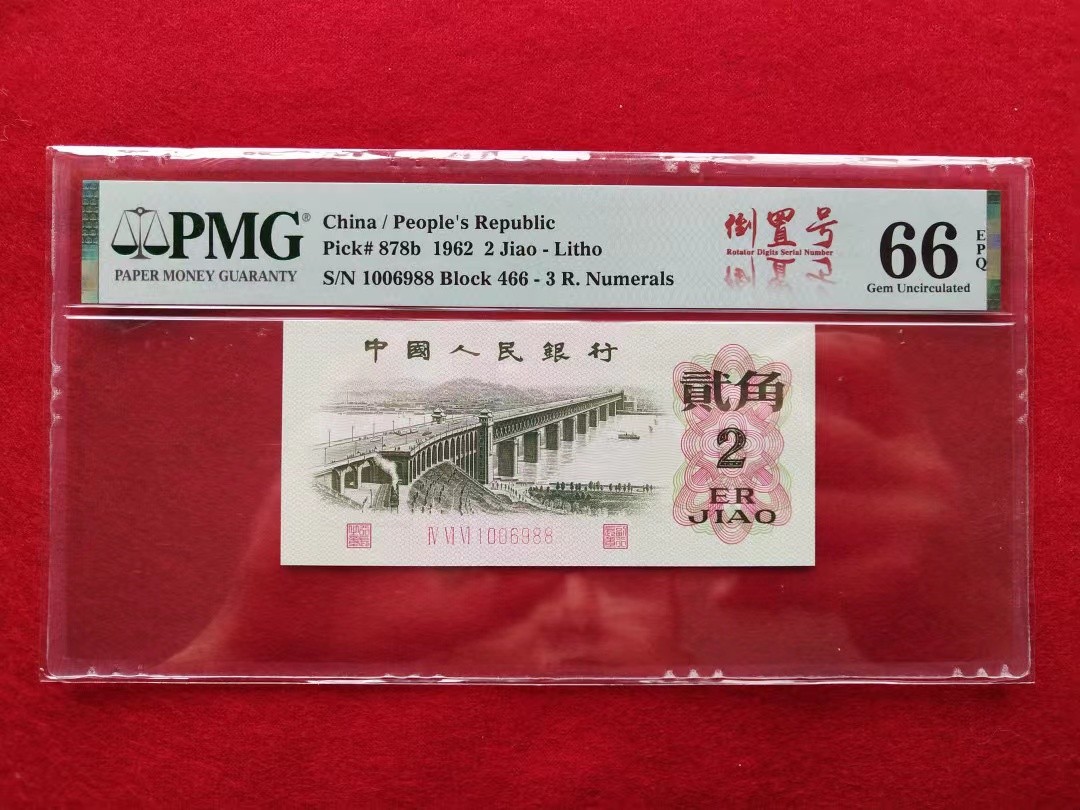 PMG®
PAPER MONEY GUARANTY
China / People's Republic
Pick# 878b 1962 2 Jiao - Litho
S/N 1006988 Block 466 - 3 R. Numerals
倒置号
Rotator Digits Serial Number
66
EPQ
Gem Uncirculated
中國人民銀行
貳角
2
ER
JIAO
IV VI VI 1006988